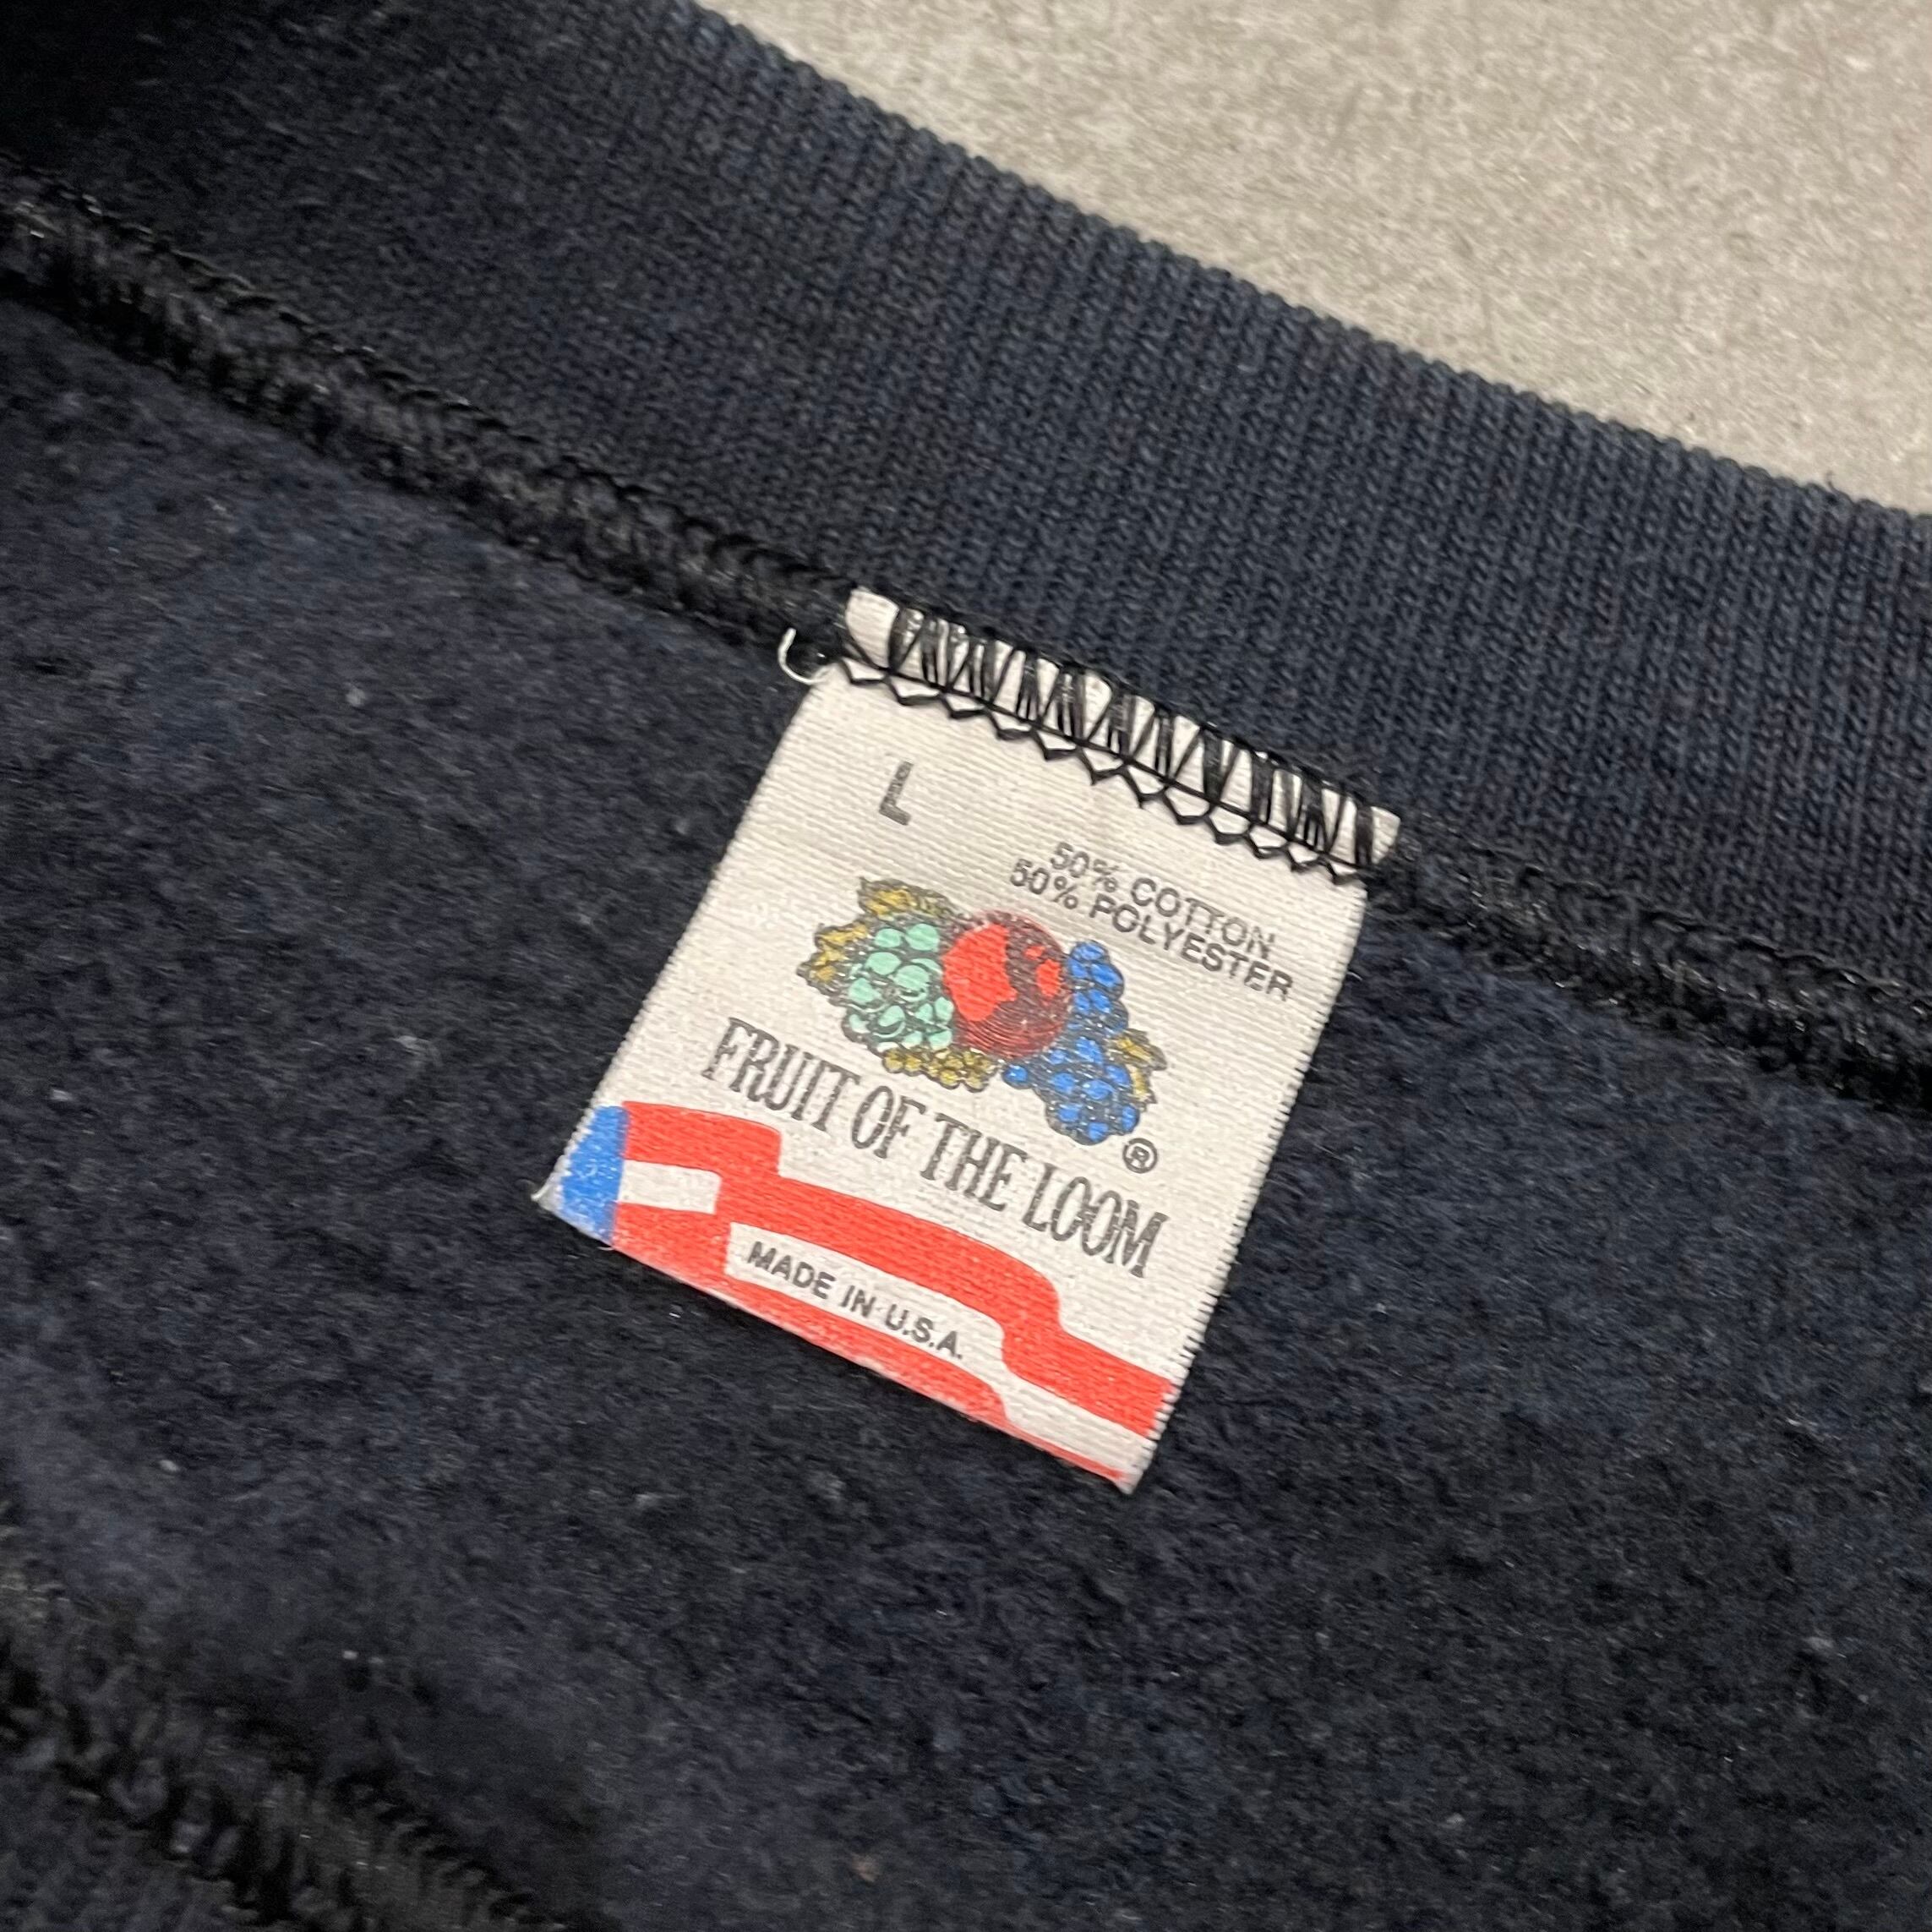 L
50% COTTON
50% POLYESTER
FRUIT OF THE LOOM
®
MADE IN U.S.A.